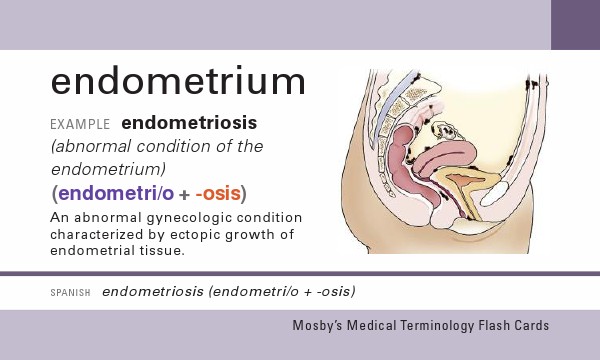 endometrium
EXAMPLE endometriosis
(abnormal condition of the
endometrium)
(endometri/o + -osis)
An abnormal gynecologic condition
characterized by ectopic growth of
endometrial tissue.
SPANISH endometriosis (endometri/o + -osis)
Mosby's Medical Terminology Flash Cards